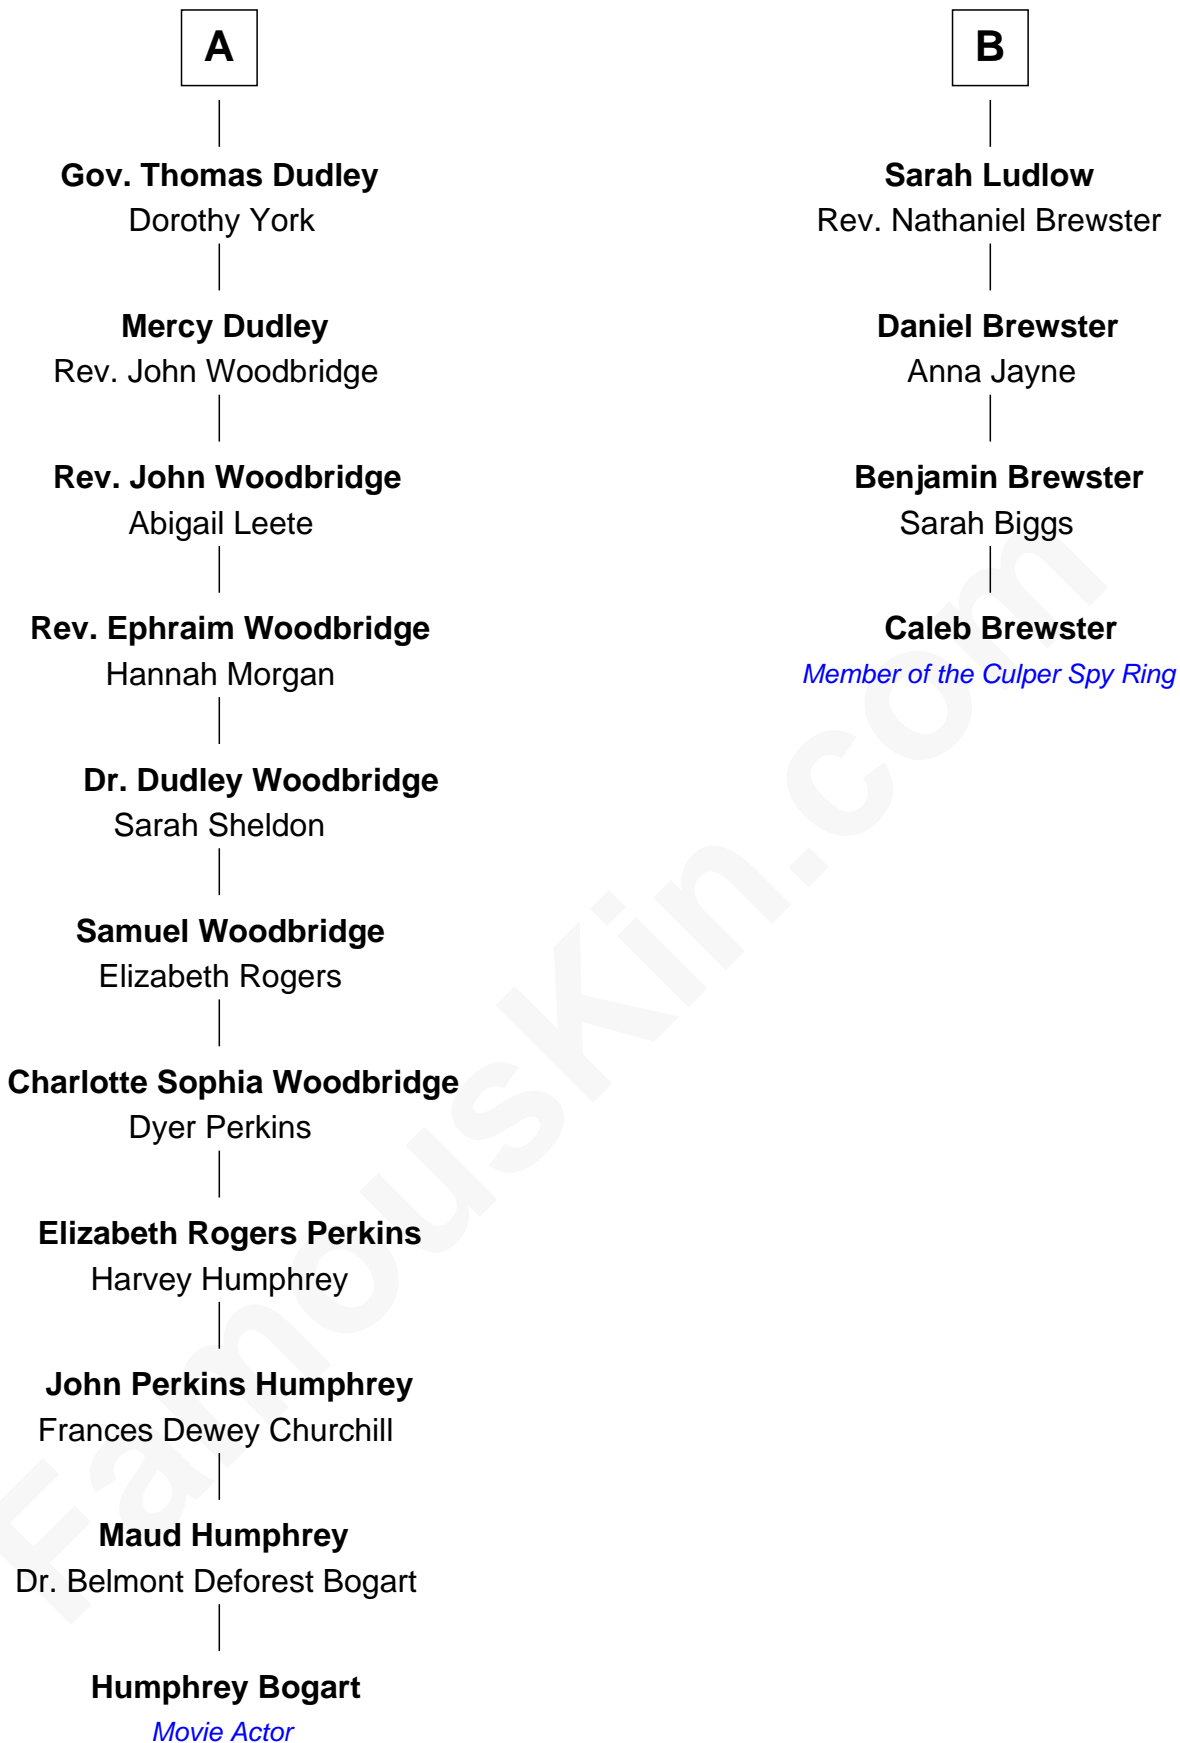 A
Gov. Thomas Dudley
Dorothy York
Mercy Dudley
Rev. John Woodbridge
Rev. John Woodbridge
Abigail Leete
Rev. Ephraim Woodbridge
Hannah Morgan
Dr. Dudley Woodbridge
Sarah Sheldon
Samuel Woodbridge
Elizabeth Rogers
Charlotte Sophia Woodbridge
Dyer Perkins
Elizabeth Rogers Perkins
Harvey Humphrey
John Perkins Humphrey
Frances Dewey Churchill
Maud Humphrey
Dr. Belmont Deforest Bogart
Humphrey Bogart
Movie Actor
B
Sarah Ludlow
Rev. Nathaniel Brewster
Daniel Brewster
Anna Jayne
Benjamin Brewster
Sarah Biggs
Caleb Brewster
Member of the Culper Spy Ring
FamousKin.com